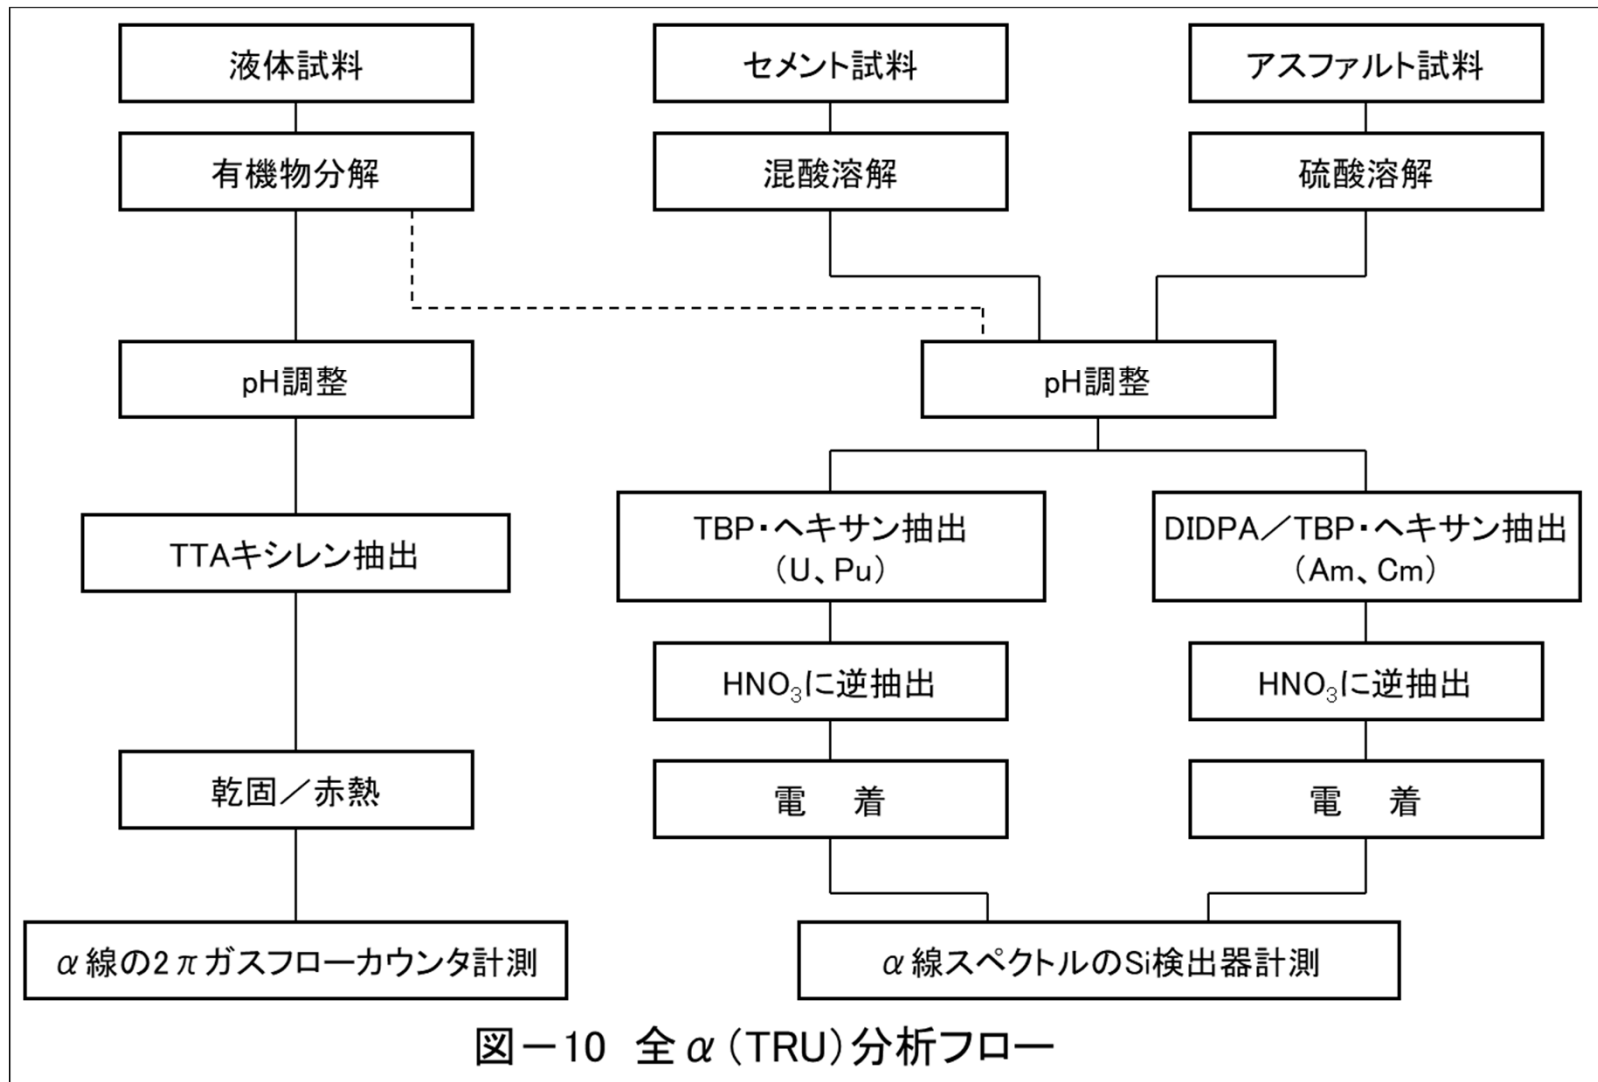 液体試料
セメント試料
アスファルト試料
有機物分解
混酸溶解
硫酸溶解
pH調整
pH調整
TTAキシレン抽出
TBP・ヘキサン抽出
(U、Pu)
DIDPA／TBP・ヘキサン抽出
(Am、Cm)
HNO₃に逆抽出
HNO₃に逆抽出
乾固／赤熱
電　着
電　着
α線の2πガスフローカウンタ計測
α線スペクトルのSi検出器計測
図－10 全α(TRU)分析フロー